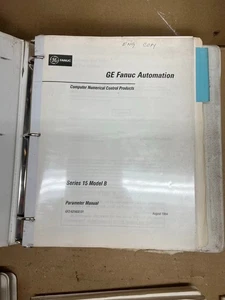 GE FANUC
GE Fanuc Automation
Computer Numerical Control Products
Series 15 Model B
Parameter Manual